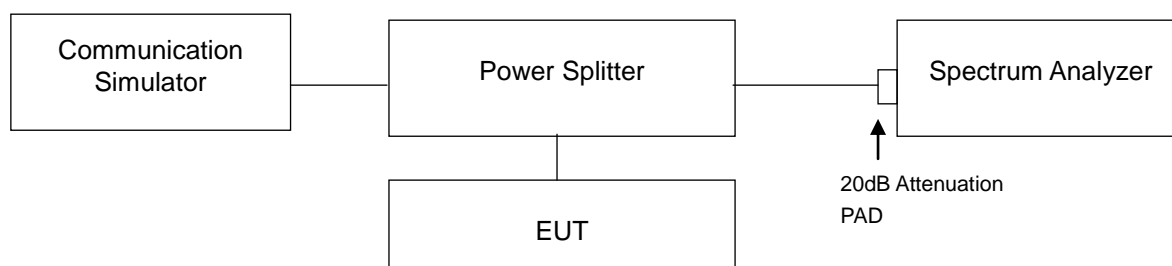 Communication
Simulator
Power Splitter
Spectrum Analyzer
20dB Attenuation
PAD
EUT